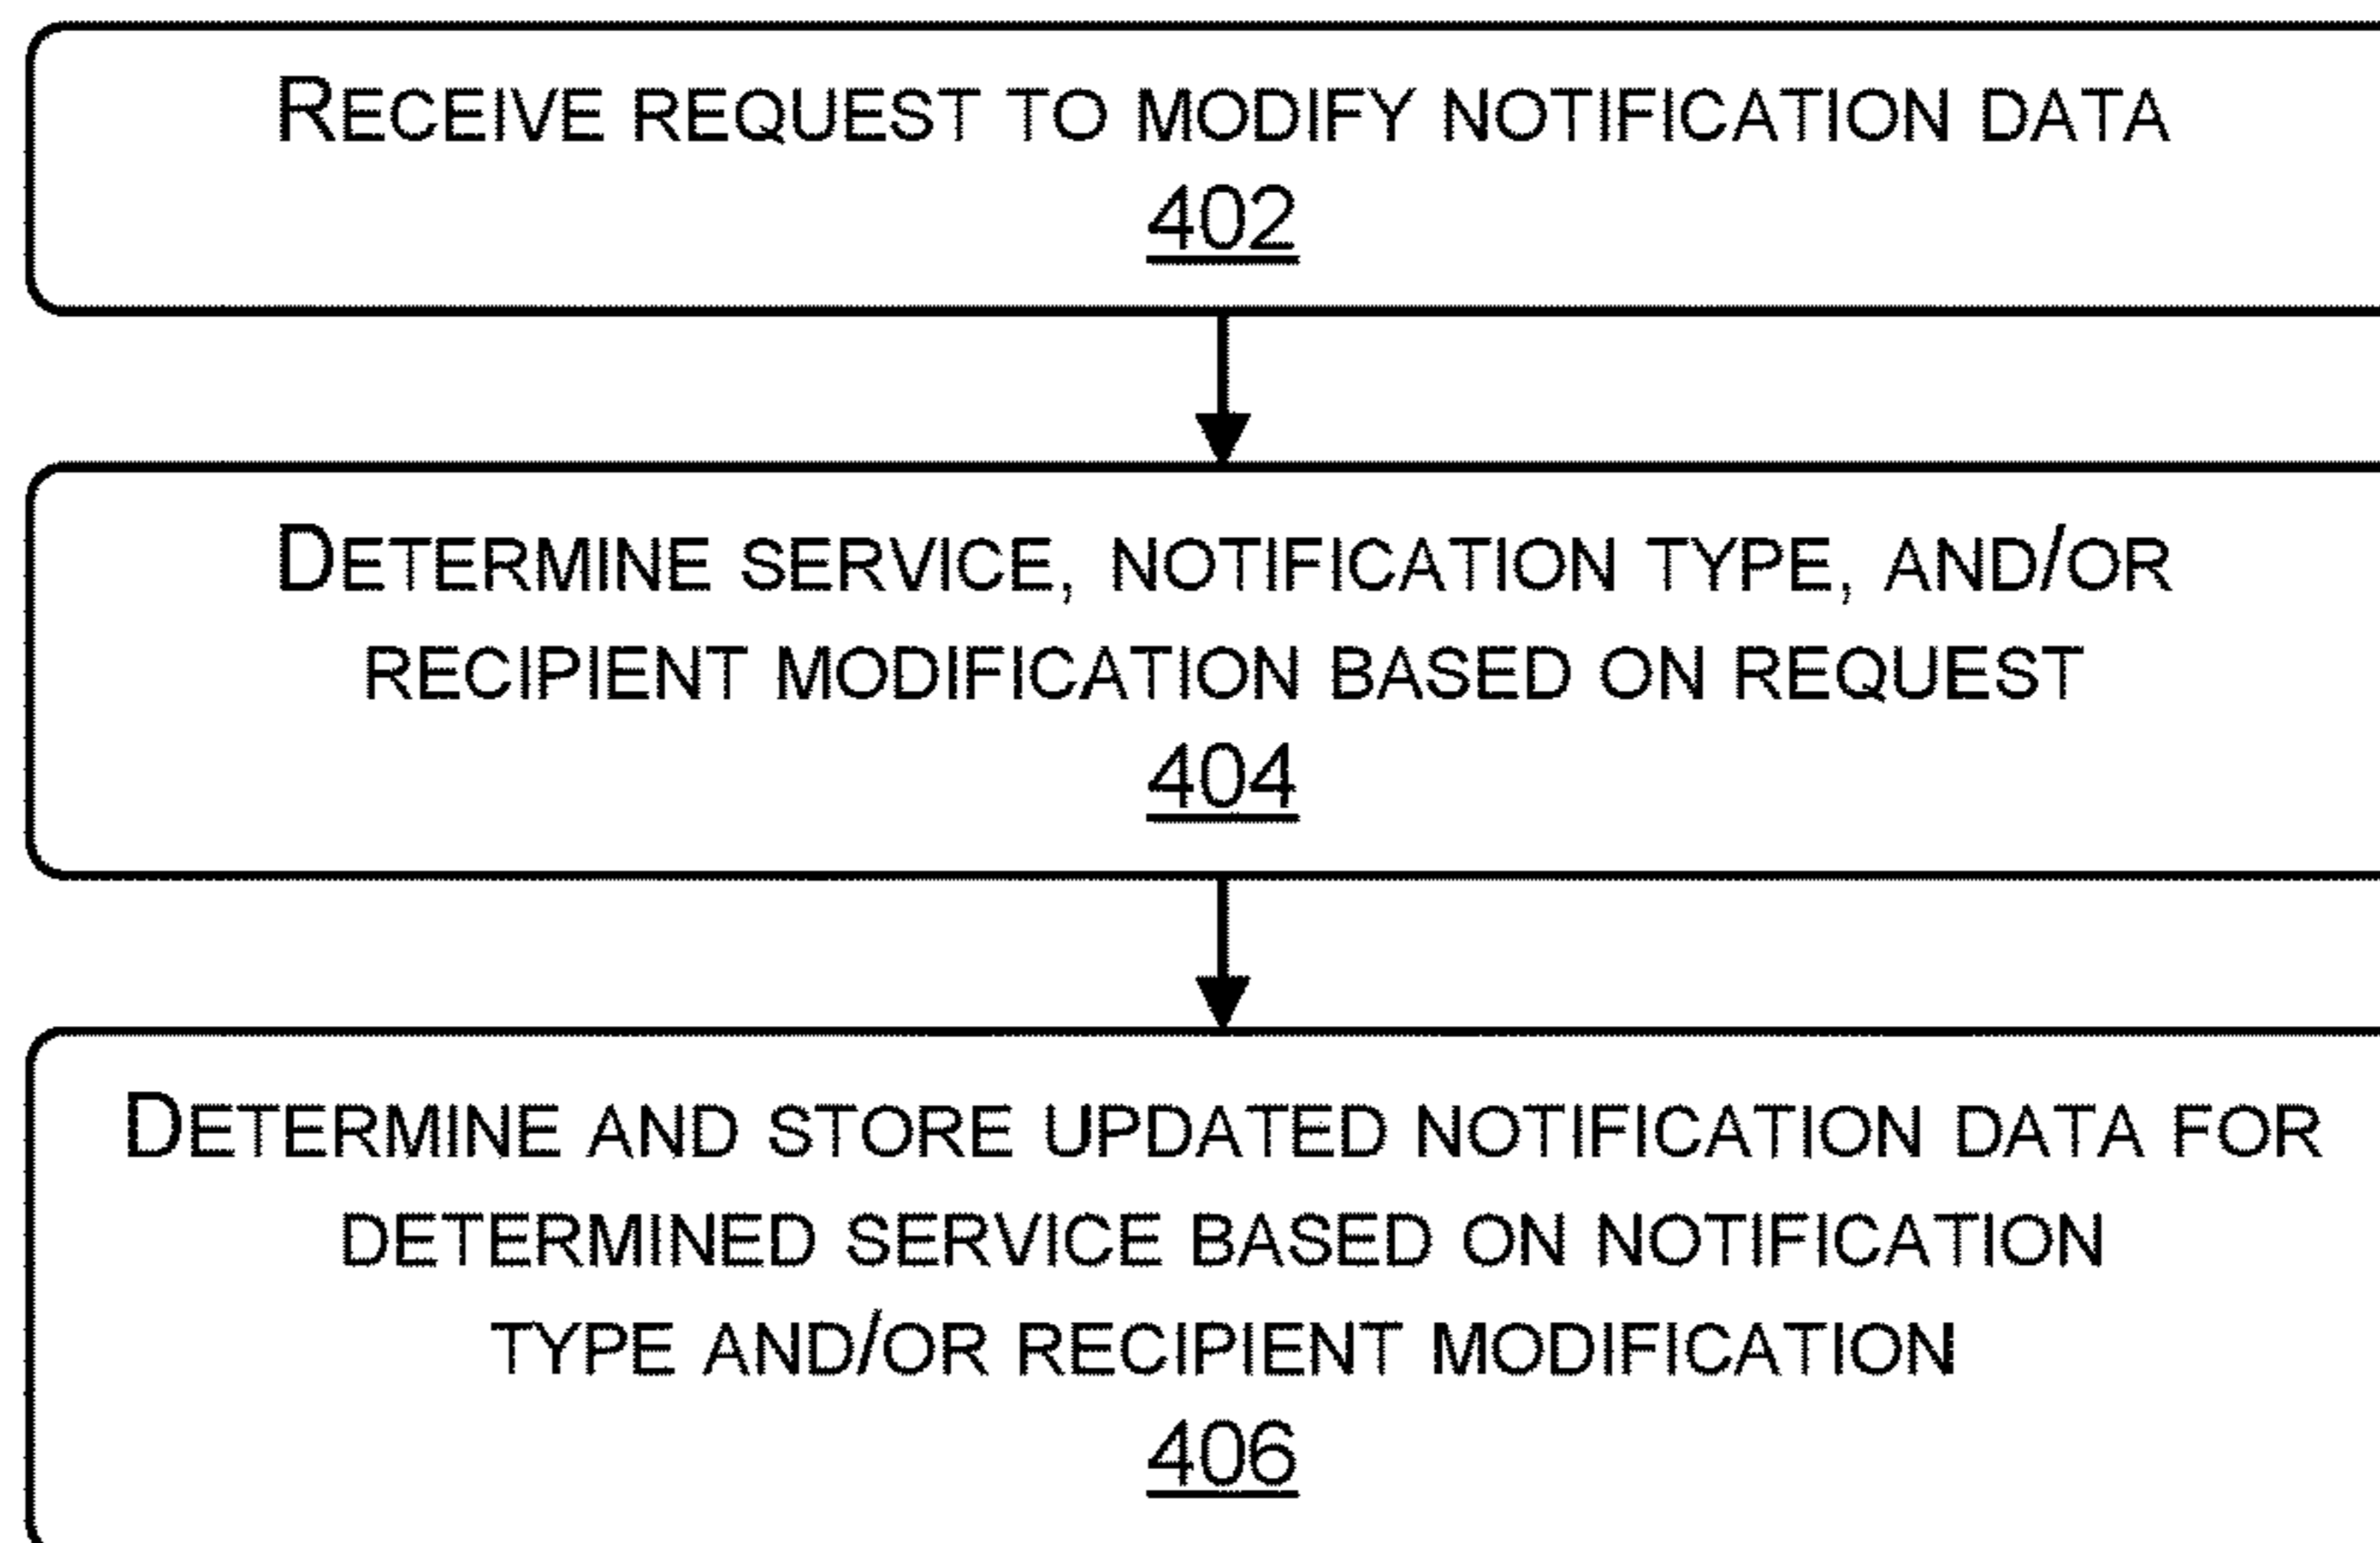 RECEIVE REQUEST TO MODIFY NOTIFICATION DATA
402
DETERMINE SERVICE, NOTIFICATION TYPE, AND/OR
RECIPIENT MODIFICATION BASED ON REQUEST
404
DETERMINE AND STORE UPDATED NOTIFICATION DATA FOR
DETERMINED SERVICE BASED ON NOTIFICATION
TYPE AND/OR RECIPIENT MODIFICATION
406